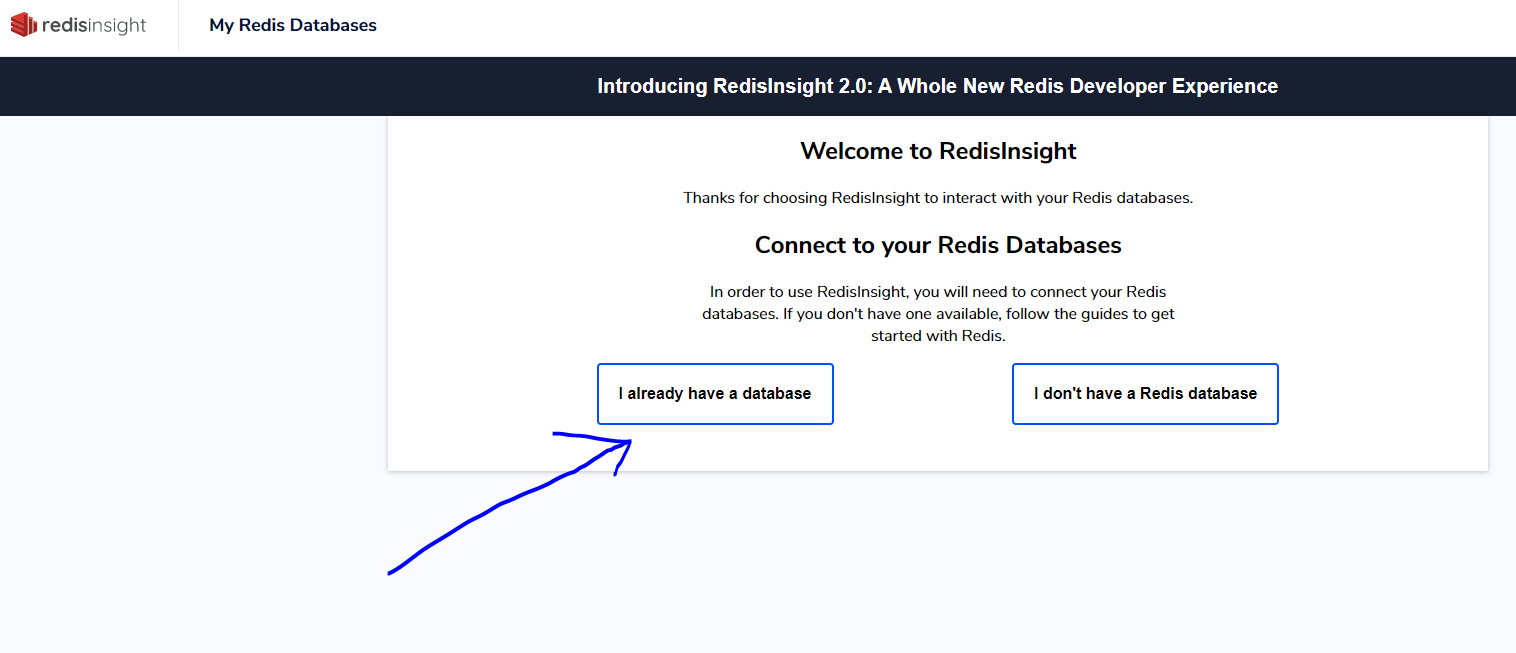 redisinsight
My Redis Databases
Introducing RedisInsight 2.0: A Whole New Redis Developer Experience
Welcome to RedisInsight
Thanks for choosing RedisInsight to interact with your Redis databases.
Connect to your Redis Databases
In order to use RedisInsight, you will need to connect your Redis
databases. If you don't have one available, follow the guides to get
started with Redis.
I already have a database
I don't have a Redis database